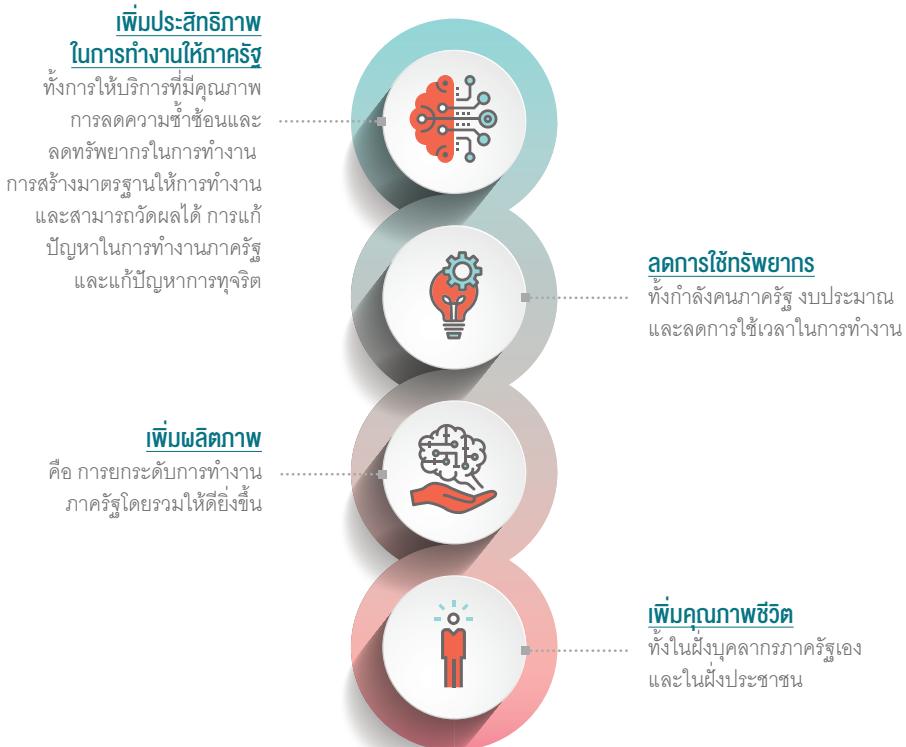 เพิ่มประสิทธิภาพ
ในการทำงานให้ภาครัฐ
ทั้งการให้บริการที่มีคุณภาพ
การลดความซ้ำซ้อนและ
ลดทรัพยากรในการทำงาน
การสร้างมาตรฐานให้การทำงาน
และสามารถวัดผลได้ การแก้
ปัญหาในการทำงานภาครัฐ
และแก้ปัญหาการทุจริต
ลดการใช้ทรัพยากร
ทั้งกำลังคนภาครัฐ งบประมาณ
และลดการใช้เวลาในการทำงาน
เพิ่มผลิตภาพ
คือ การยกระดับการทำงาน
ภาครัฐโดยรวมให้ดียิ่งขึ้น
เพิ่มคุณภาพชีวิต
ทั้งในฝั่งบุคลากรภาครัฐเอง
และในฝั่งประชาชน